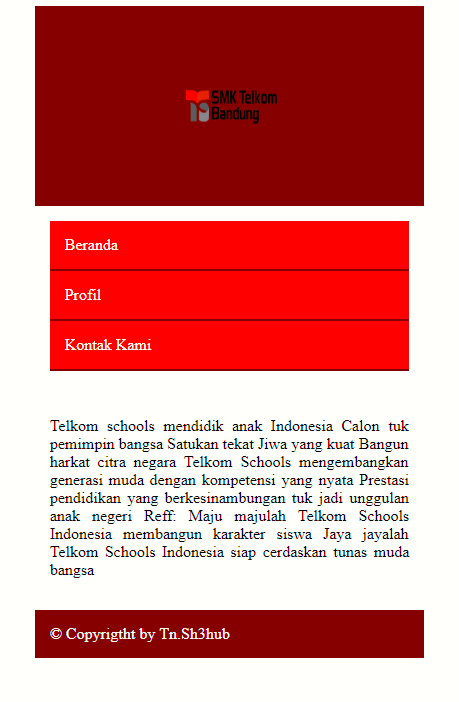 SMK Telkom
Bandung
Beranda
Profil
Kontak Kami
Telkom schools mendidik anak Indonesia Calon tuk
pemimpin bangsa Satukan tekat Jiwa yang kuat Bangun
harkat citra negara Telkom Schools mengembangkan
generasi muda dengan kompetensi yang nyata Prestasi
pendidikan yang berkesinambungan tuk jadi unggulan
anak negeri Reff: Maju majulah Telkom Schools
Indonesia membangun karakter siswa Jaya jayalah
Telkom Schools Indonesia siap cerdaskan tunas muda
bangsa
© Copyrigtht by Tn.Sh3hub